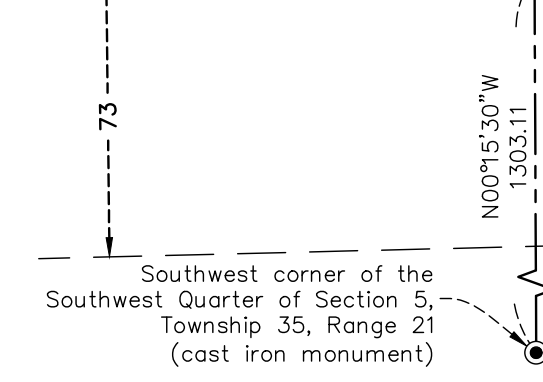 73
N00°15'30"W
1303.11
Southwest corner of the
Southwest Quarter of Section 5,
Township 35, Range 21
(cast iron monument)